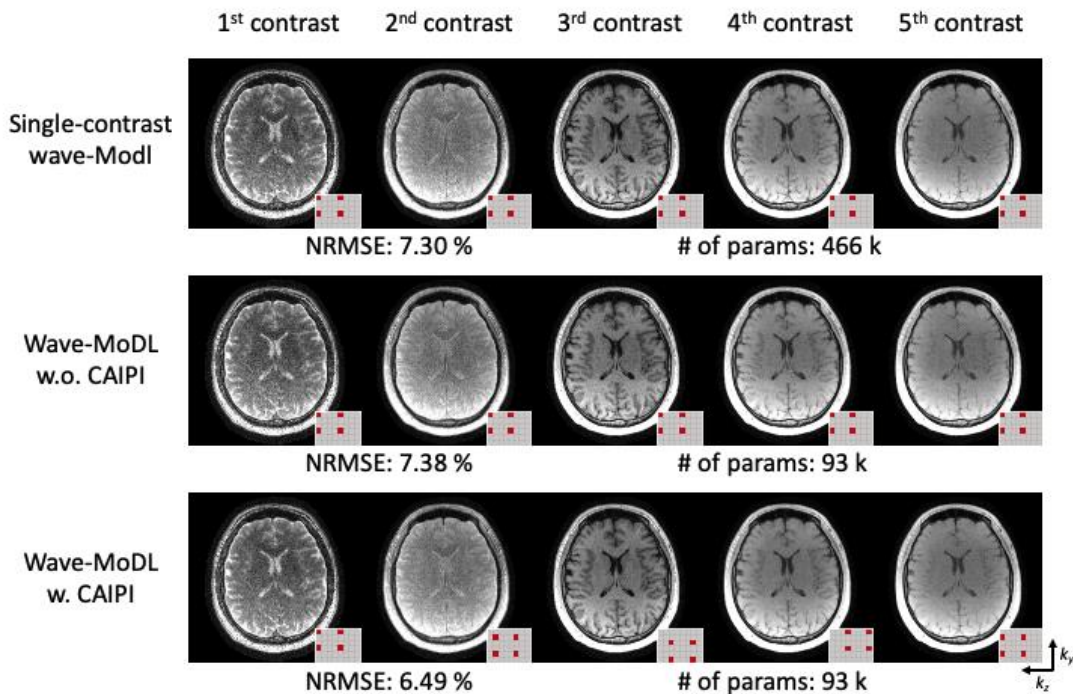 1st contrast 2nd contrast 3rd contrast 4th contrast 5th contrast
Single-contrast
wave-Modl
NRMSE: 7.30 % # of params: 466 k
Wave-MoDL
w.o. CAIPI
NRMSE: 7.38 % # of params: 93 k
Wave-MoDL
w. CAIPI
ky
kz
NRMSE: 6.49 % # of params: 93 k